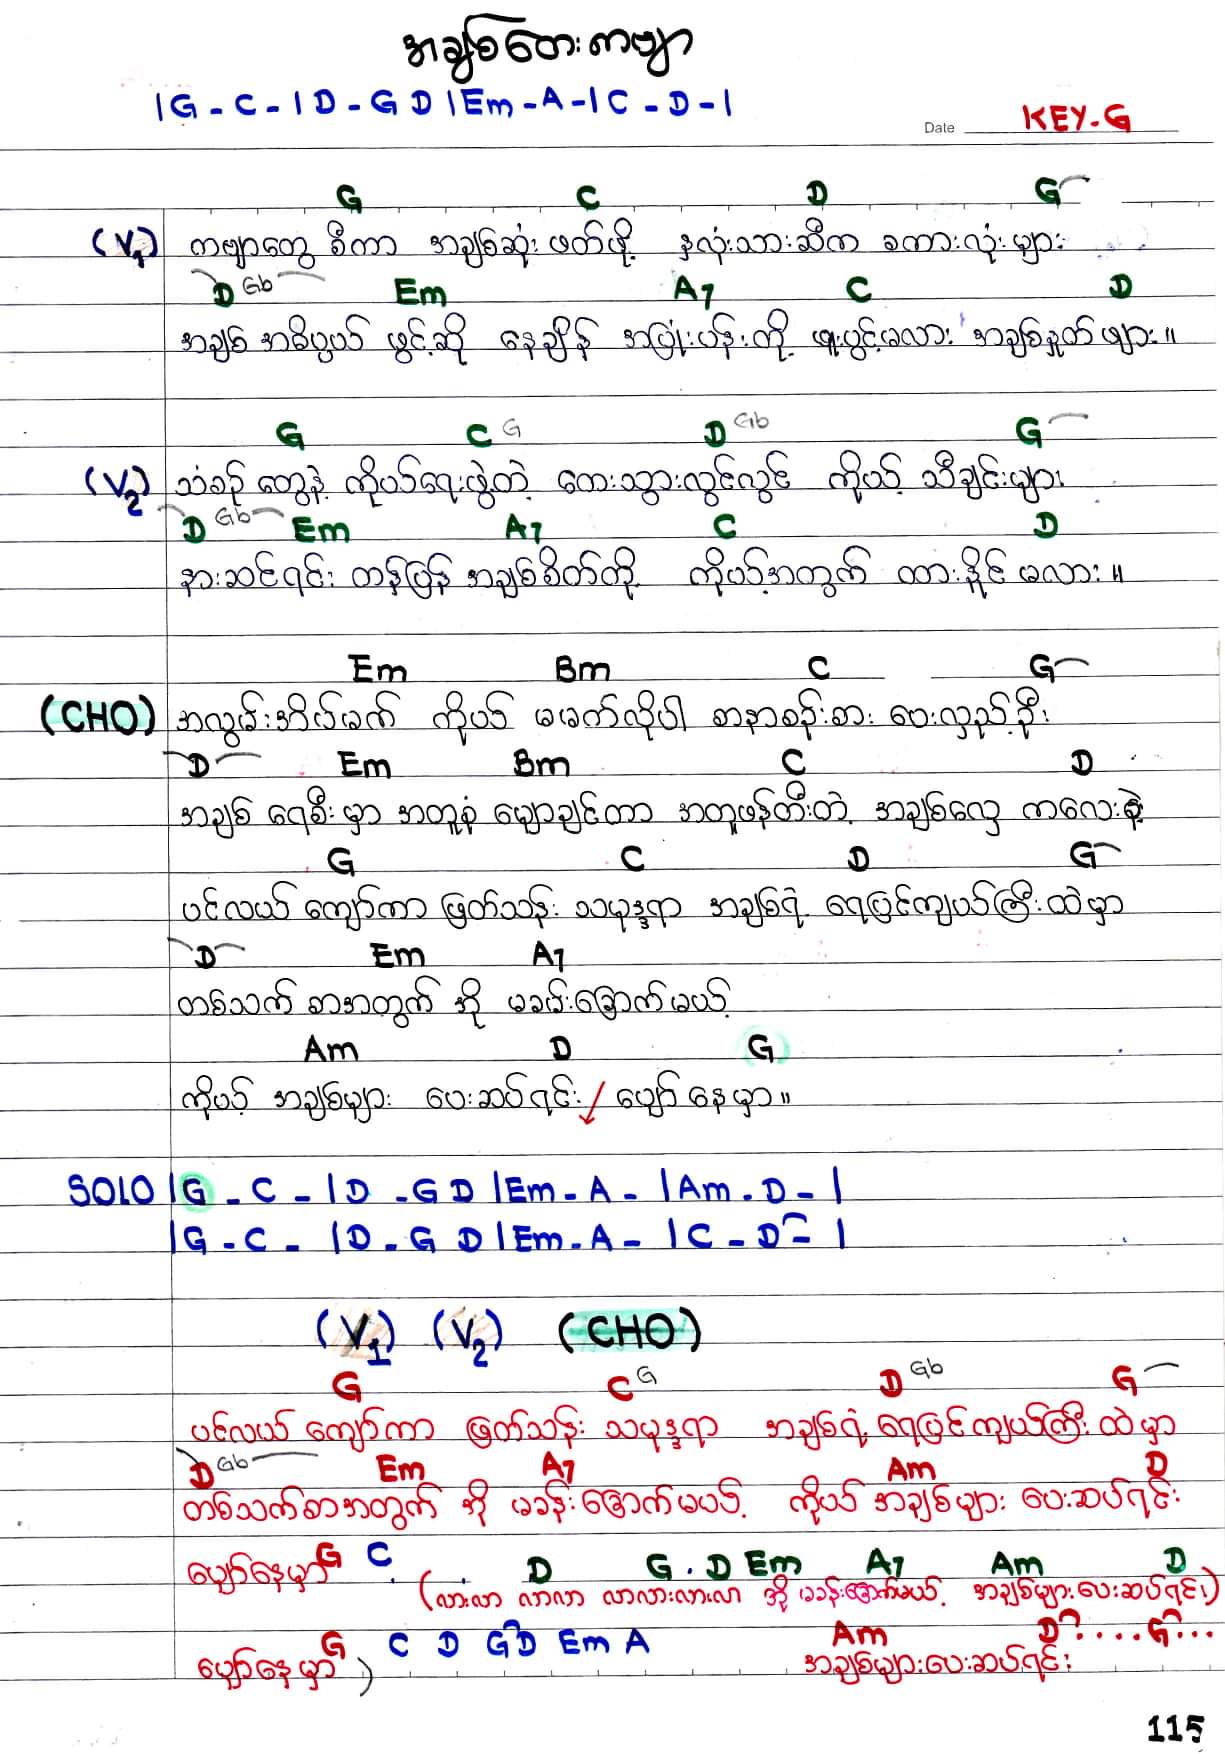 အချစ်တေးကဗျာ
|G - C - | D - G D | Em - A - | C - D - |
Date KEY-G
G C D G
(V1) ကဗျာတွေ စီကာ အချစ်ဆုံး ဖတ်ဖို့ နှလုံးသားဆီက စကားလုံးများ
D Gb Em A7 C D
အချစ် အဓိပ္ပယ် ဖွင့်ဆို နေချိန် အပြုံးပန်းကို ဖူးပွင့်မလား အချစ်နှုတ်ဖျား။
G C G D Gb G
(V2) သံစဉ် တွေနဲ့ ကိုယ်ရေးဖွဲ့တဲ့ တေးသွားလွင်လွင် ကိုယ့် သီချင်းများ
D Gb Em A7 C D
နားဆင်ရင်း တုန့်ပြန် အချစ်စိတ်ကို ကိုယ့်အတွက် ထားနိုင် မလား။
Em Bm C G
(CHO) အလွမ်းအိပ်မက် ကိုယ် မမက်လိုပါ စာနာစဉ်းစား ပေးလှည့်ဦး
D Em Bm C D
အချစ် ရေစီးမှာ အတူစုံ မျောချင်တာ အတူဖန်တီးတဲ့ အချစ်လှေ ကလေးနဲ့
G C D G
ပင်လယ် ကျော်ကာ ဖြတ်သန်း သမုဒ္ဒရာ အချစ်ရဲ့ ရေပြင်ကျယ်ကြီးထဲမှာ
D Em A7
တစ်သက်စာအတွက် အို မခမ်းခြောက်မယ့်
Am D G
ကိုယ့် အချစ်များ ပေးဆပ်ရင်း / ပျော်နေမှာ။
SOLO |G - C - | D - G D | Em - A - | Am - D - |
|G - C - | D - G D | Em - A - | C - D - |
(V1) (V2) (CHO)
G C G D Gb G
ပင်လယ် ကျော်ကာ ဖြတ်သန်း သမုဒ္ဒရာ အချစ်ရဲ့ ရေပြင်ကျယ်ကြီးထဲမှာ
D Gb Em A7 Am D
တစ်သက်စာအတွက် အို မခန်းခြောက်မယ့် ကိုယ် အချစ်များ ပေးဆပ်ရင်း
G C D G . D Em A7 Am D
ပျော်နေမှာ (လားလာ လာလာ လာလားလားလာ အို မခန်းခြောက်မယ့် အချစ်များပေးဆပ်ရင်း)
G C D G D Em A Am D . . . . G . . .
ပျော်နေမှာ ) အချစ်များပေးဆပ်ရင်း
115